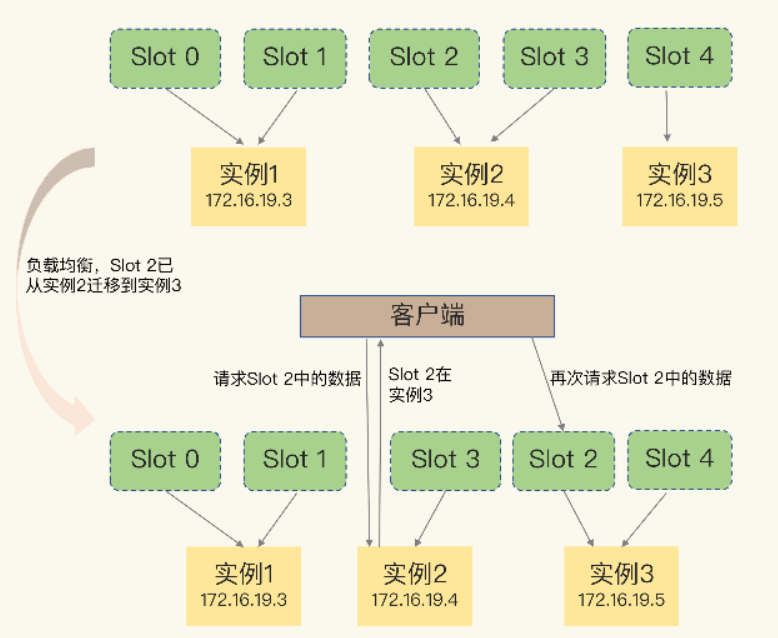 Slot 0
Slot 1
Slot 2
Slot 3
Slot 4
实例1
172.16.19.3
实例2
172.16.19.4
实例3
172.16.19.5
负载均衡，Slot 2已
从实例2迁移到实例3
客户端
请求Slot 2中的数据
Slot 2在
实例3
再次请求Slot 2中的数据
Slot 0
Slot 1
Slot 3
Slot 2
Slot 4
实例1
172.16.19.3
实例2
172.16.19.4
实例3
172.16.19.5